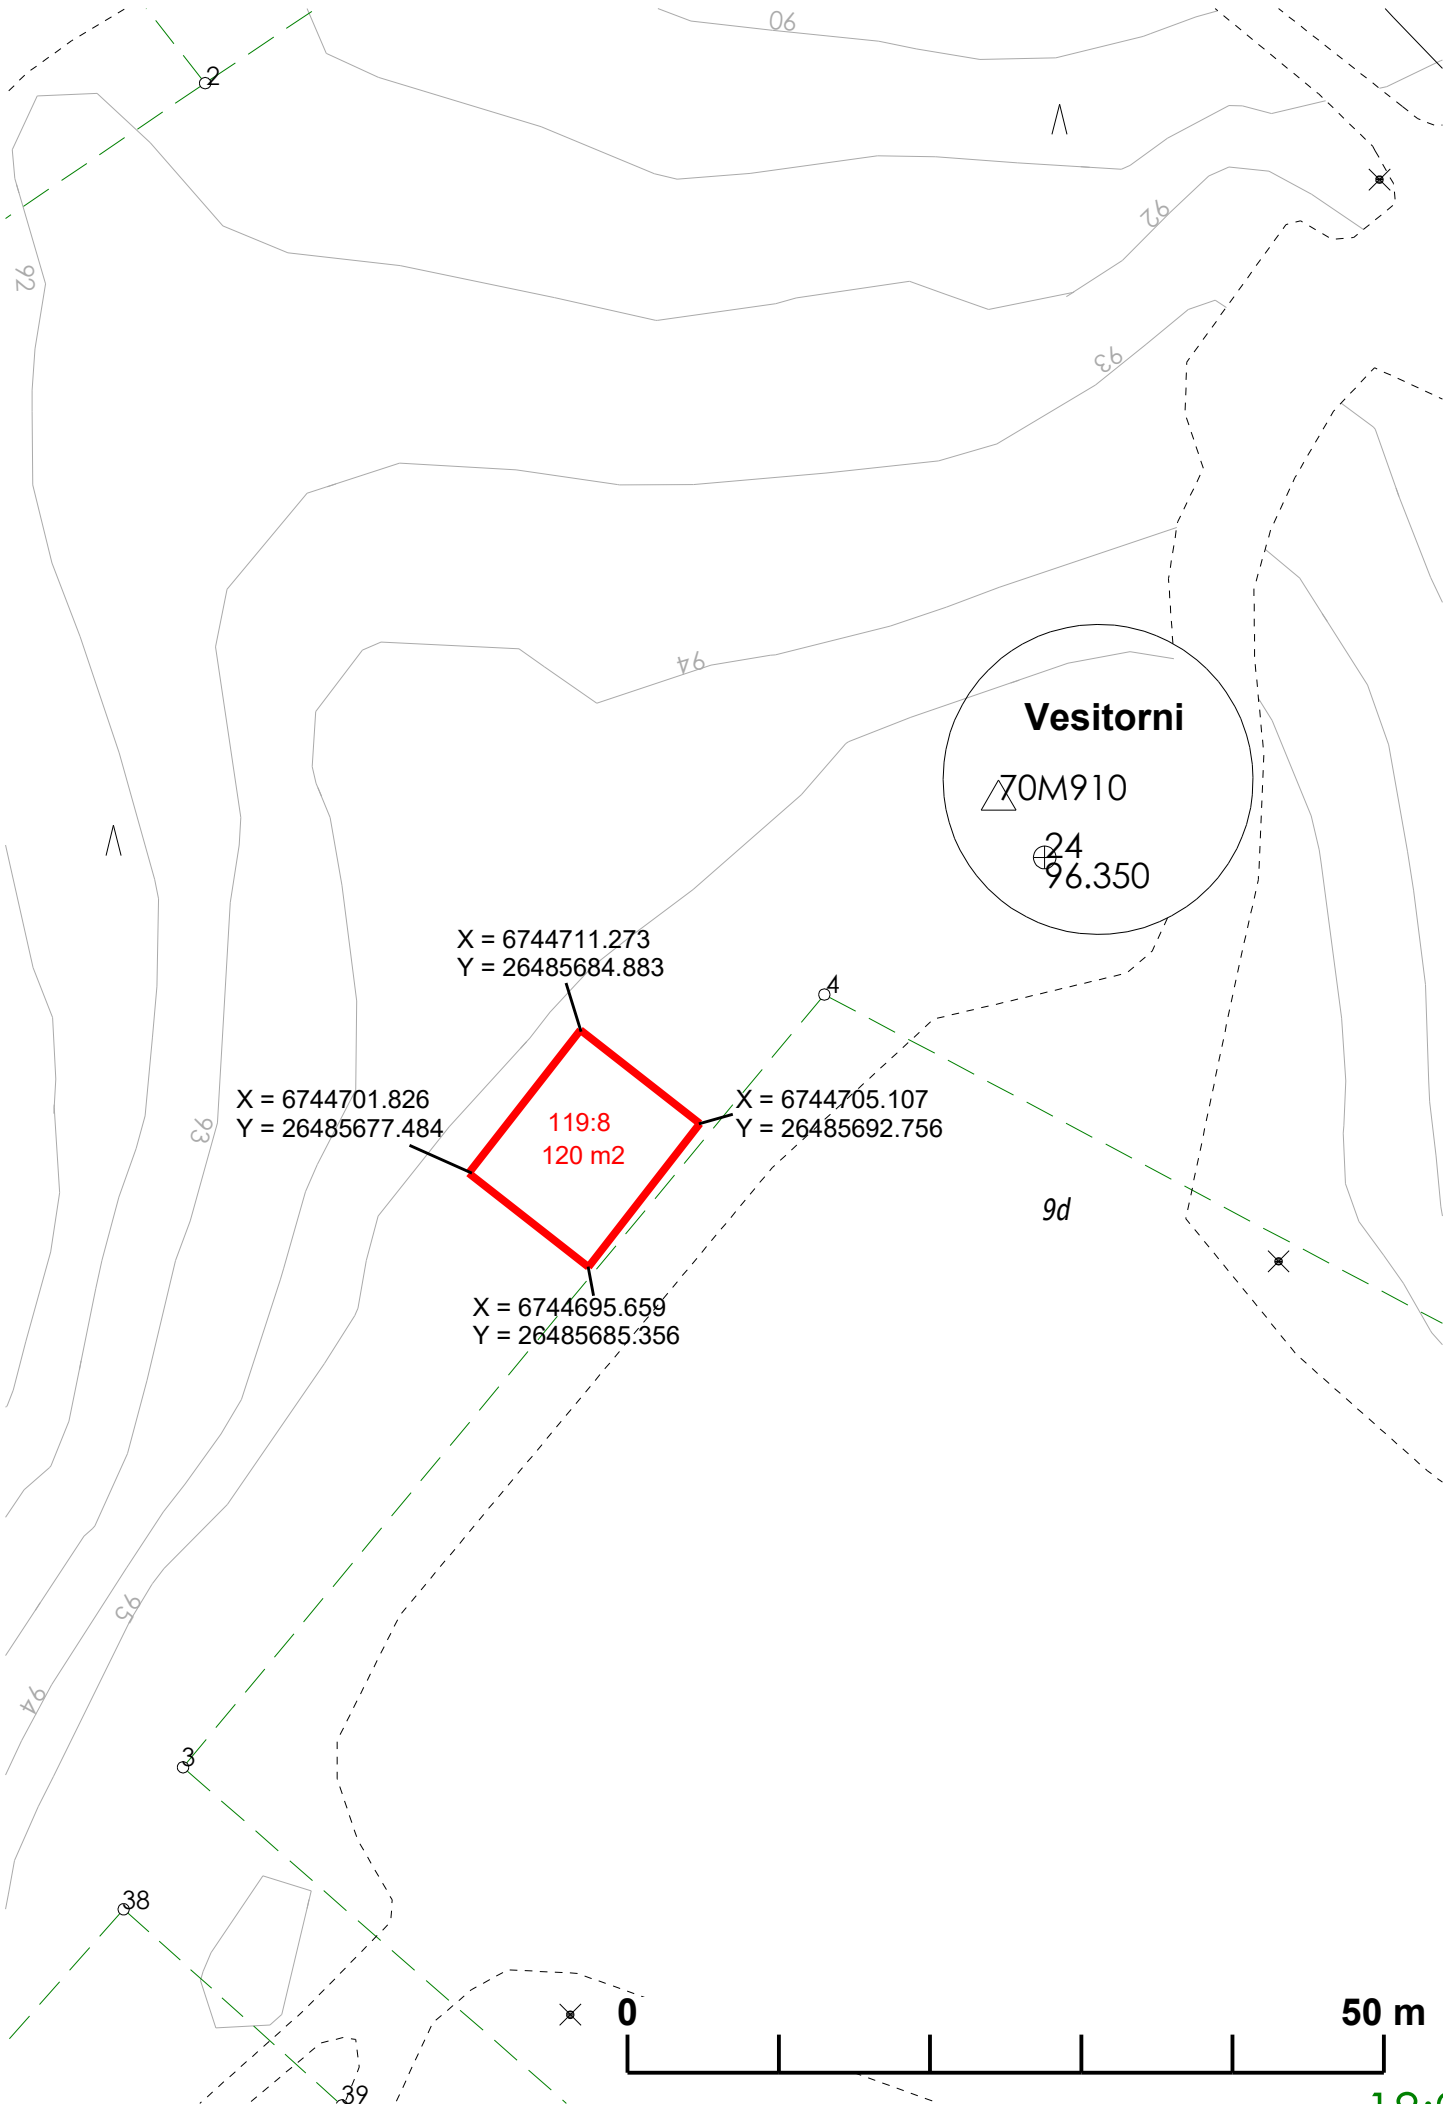 90
2
92
92
93
94
Vesitorni
70M910
24
96.350
X = 6744711.273
Y = 26485684.883
4
X = 6744701.826
Y = 26485677.484
119:8
120 m2
X = 6744705.107
Y = 26485692.756
93
9d
X = 6744695.659
Y = 26485685.356
95
94
3
38
0
50 m
39